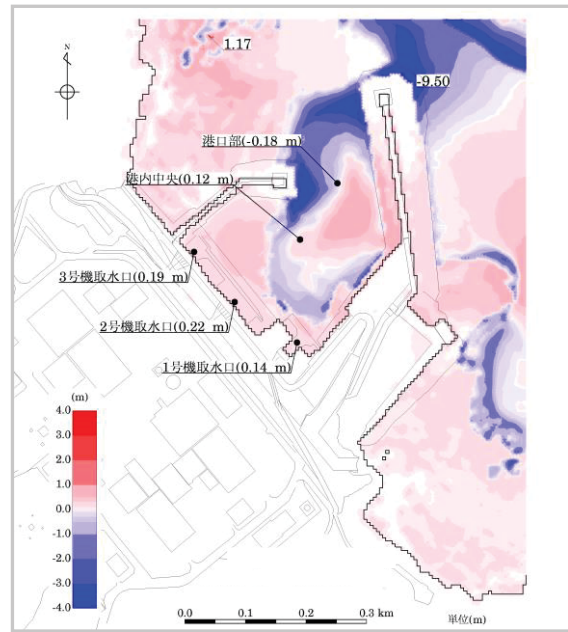 1.17
N
-9.50
港口部(-0.18 m)
港内中央(0.12 m)
3号機取水口(0.19 m)
2号機取水口(0.22 m)
1号機取水口(0.14 m)
(m)
4.0
3.0
2.0
1.0
0.0
-1.0
-2.0
-3.0
-4.0
0.0 0.1 0.2 0.3 km
単位(m)